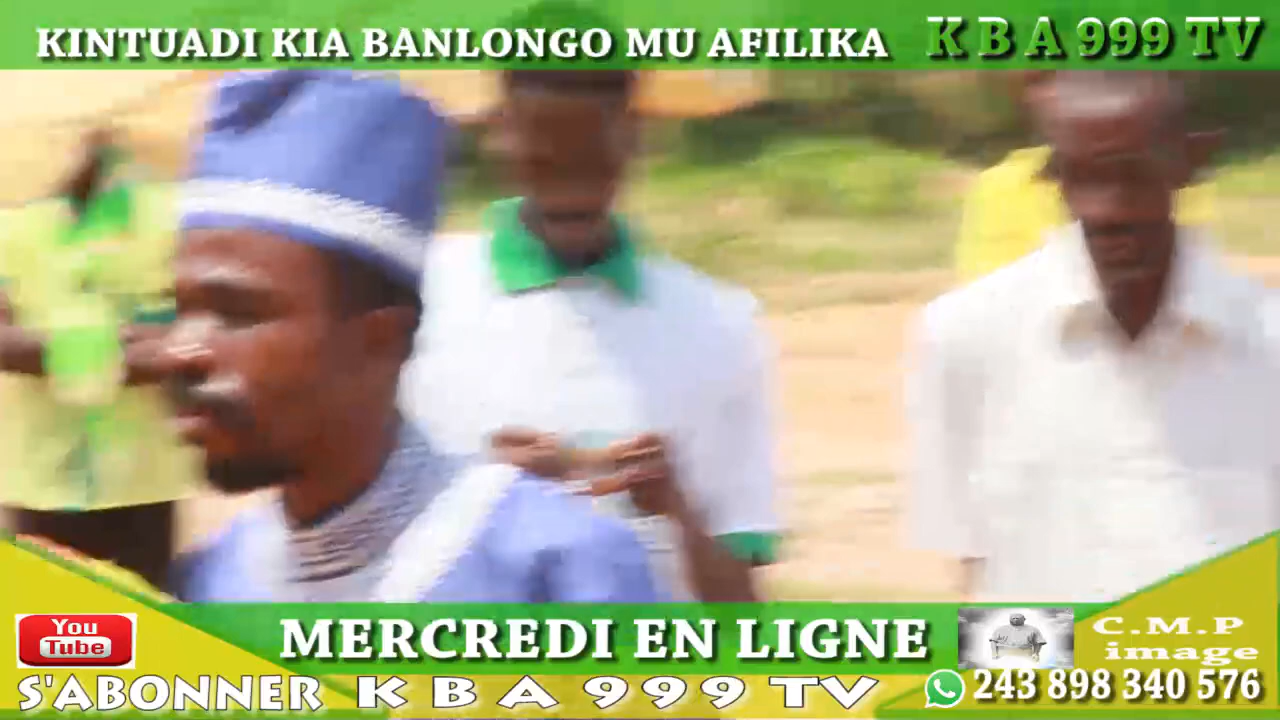 KINTUADI KIA BANLONGO MU AFILIKA
K B A 999 TV
You
Tube
MERCREDI EN LIGNE
C.M.P
image
S'ABONNER K B A 999 TV
243 898 340 576